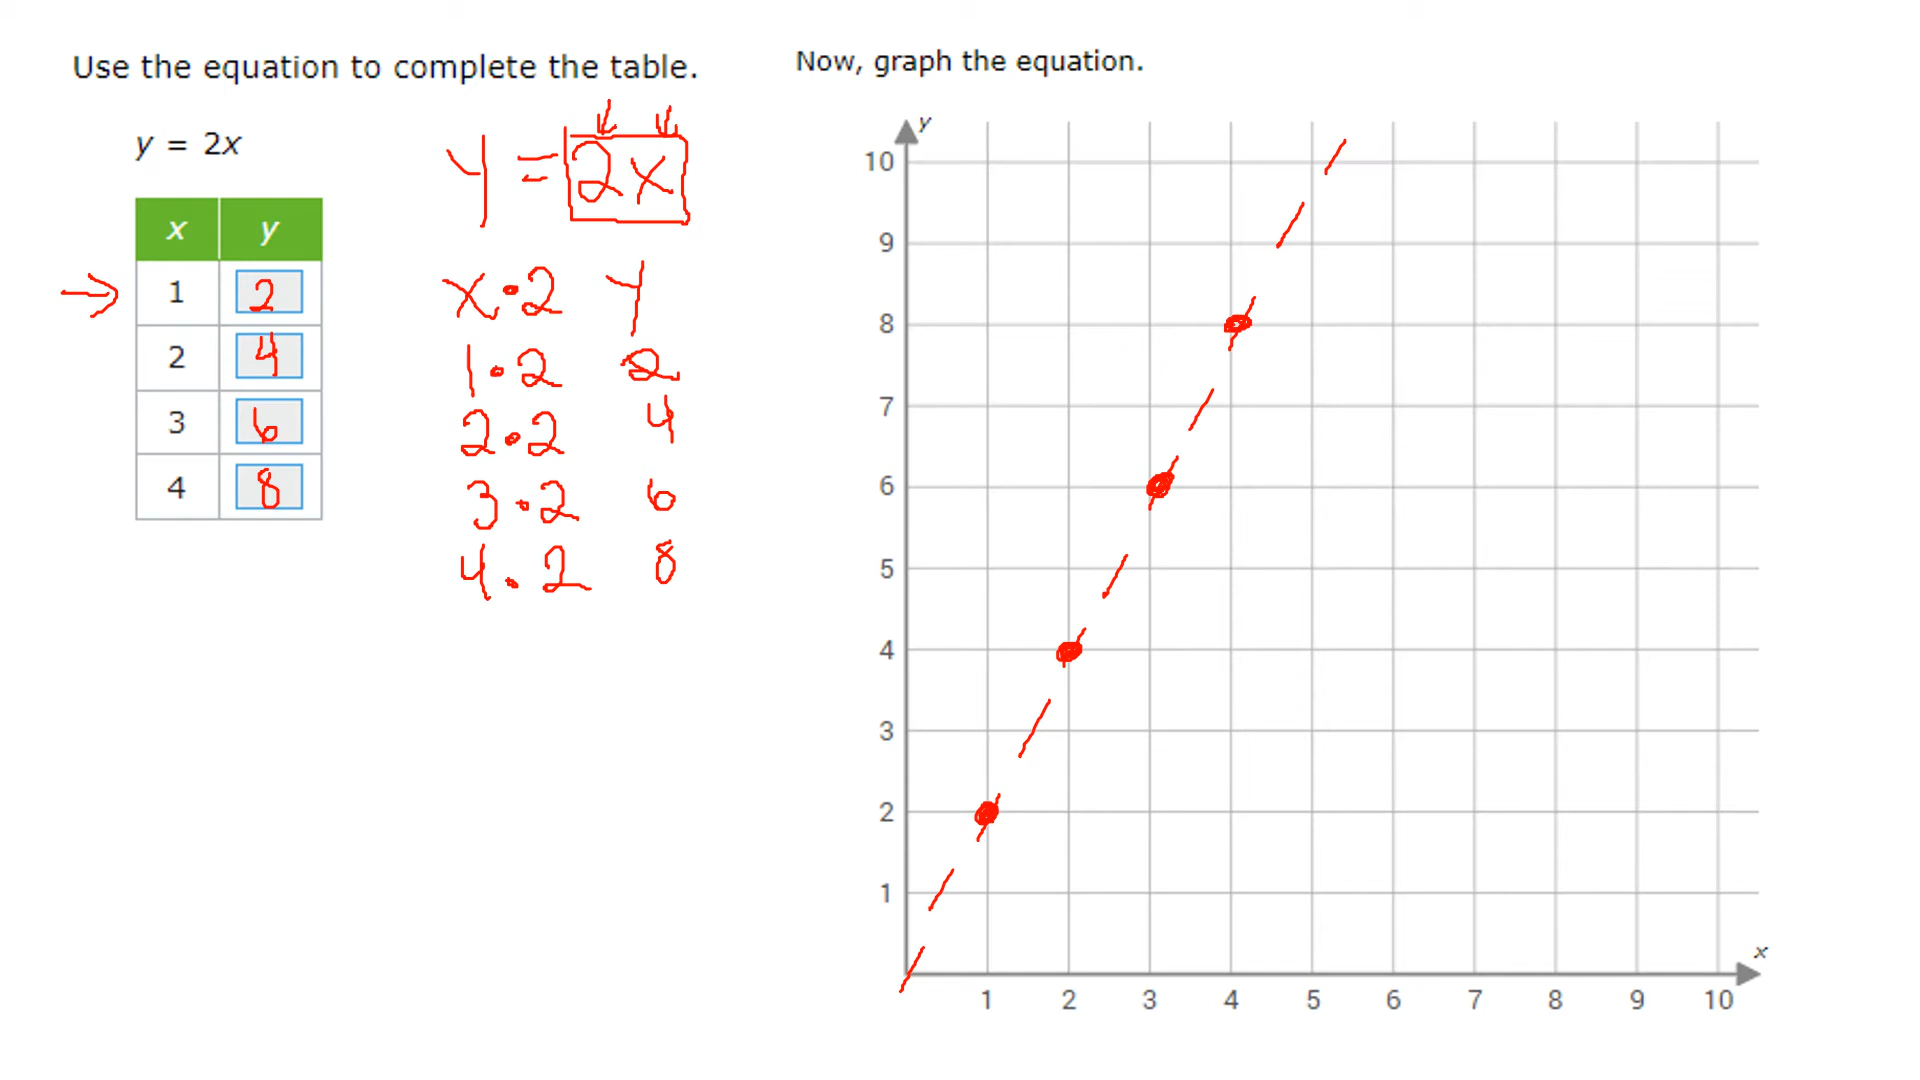 Use the equation to complete the table.
y = 2x
x y
1 2
2 4
3 6
4 8
y = 2x
x • 2 y
1 • 2 2
2 • 2 4
3 • 2 6
4 • 2 8
Now, graph the equation.
y
10
9
8
7
6
5
4
3
2
1
x
1 2 3 4 5 6 7 8 9 10